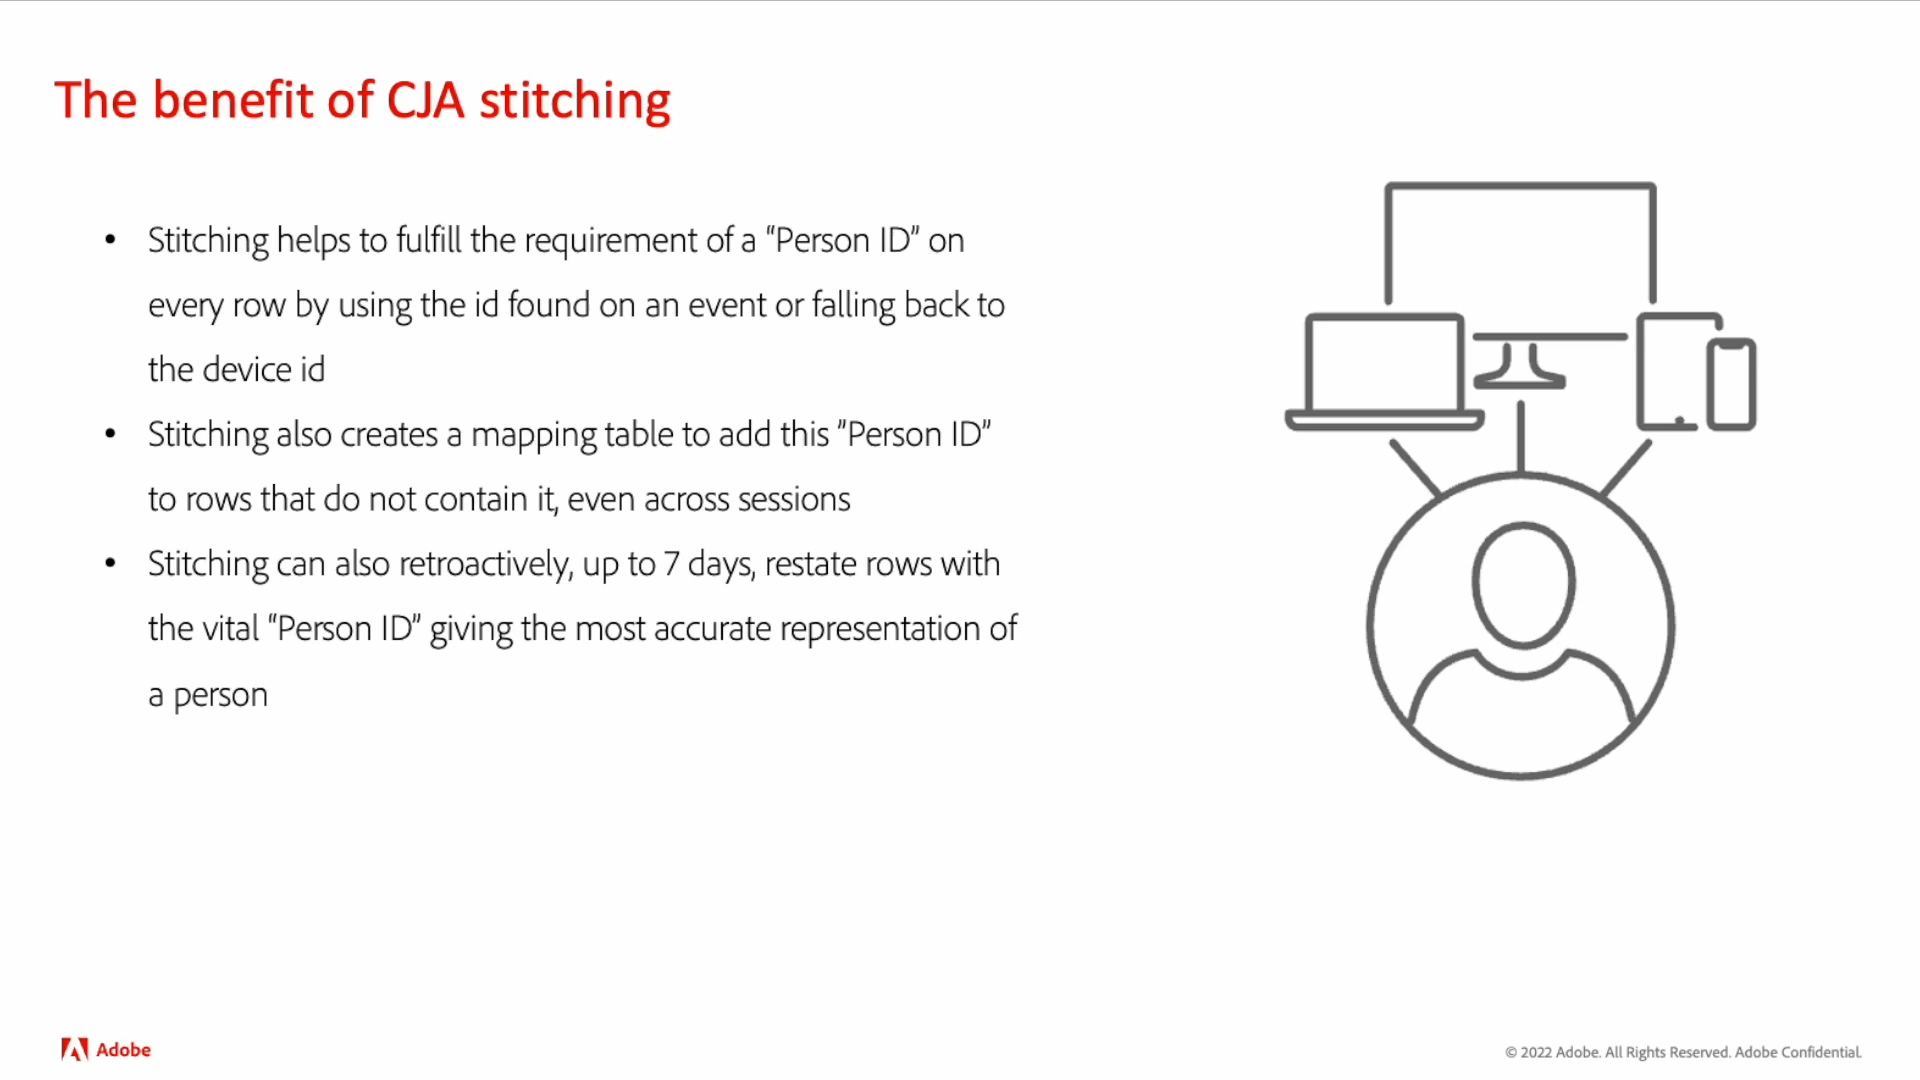 The benefit of CJA stitching
• Stitching helps to fulfill the requirement of a “Person ID” on
every row by using the id found on an event or falling back to
the device id
• Stitching also creates a mapping table to add this ”Person ID”
to rows that do not contain it, even across sessions
• Stitching can also retroactively, up to 7 days, restate rows with
the vital “Person ID” giving the most accurate representation of
a person
Adobe
© 2022 Adobe. All Rights Reserved. Adobe Confidential.